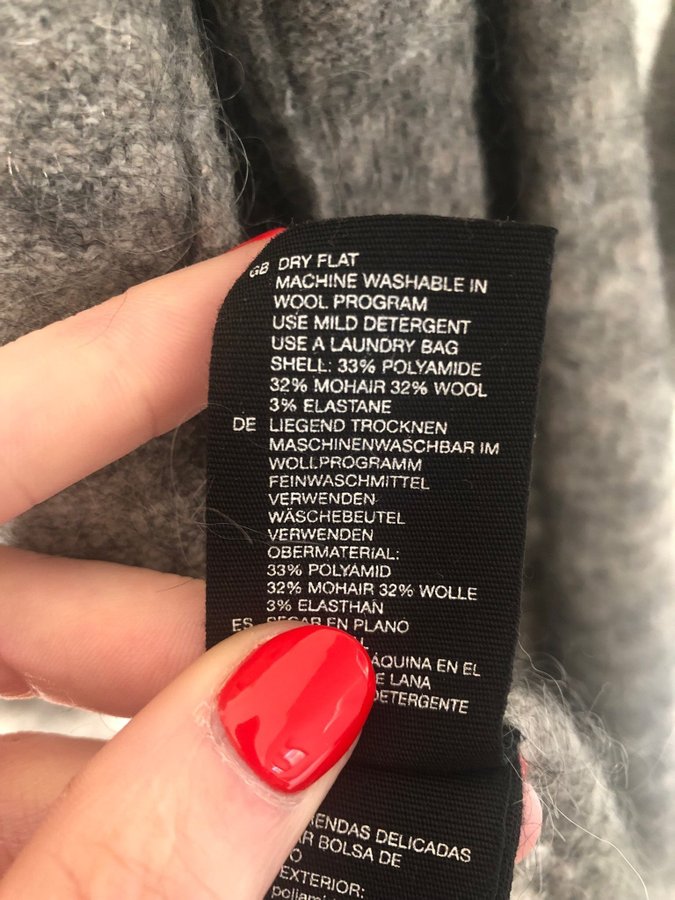 GB DRY FLAT
MACHINE WASHABLE IN
WOOL PROGRAM
USE MILD DETERGENT
USE A LAUNDRY BAG
SHELL: 33% POLYAMIDE
32% MOHAIR 32% WOOL
3% ELASTANE
DE LIEGEND TROCKNEN
MASCHINENWASCHBAR IM
WOLLPROGRAMM
FEINWASCHMITTEL
VERWENDEN
WÄSCHEBEUTEL
VERWENDEN
OBERMATERIAL:
33% POLYAMID
32% MOHAIR 32% WOLLE
3% ELASTHAN
ES SECAR EN PLANO
EN EL
LANA
DETERGENTE
DELICADAS
BOLSA DE
EXTERIOR: